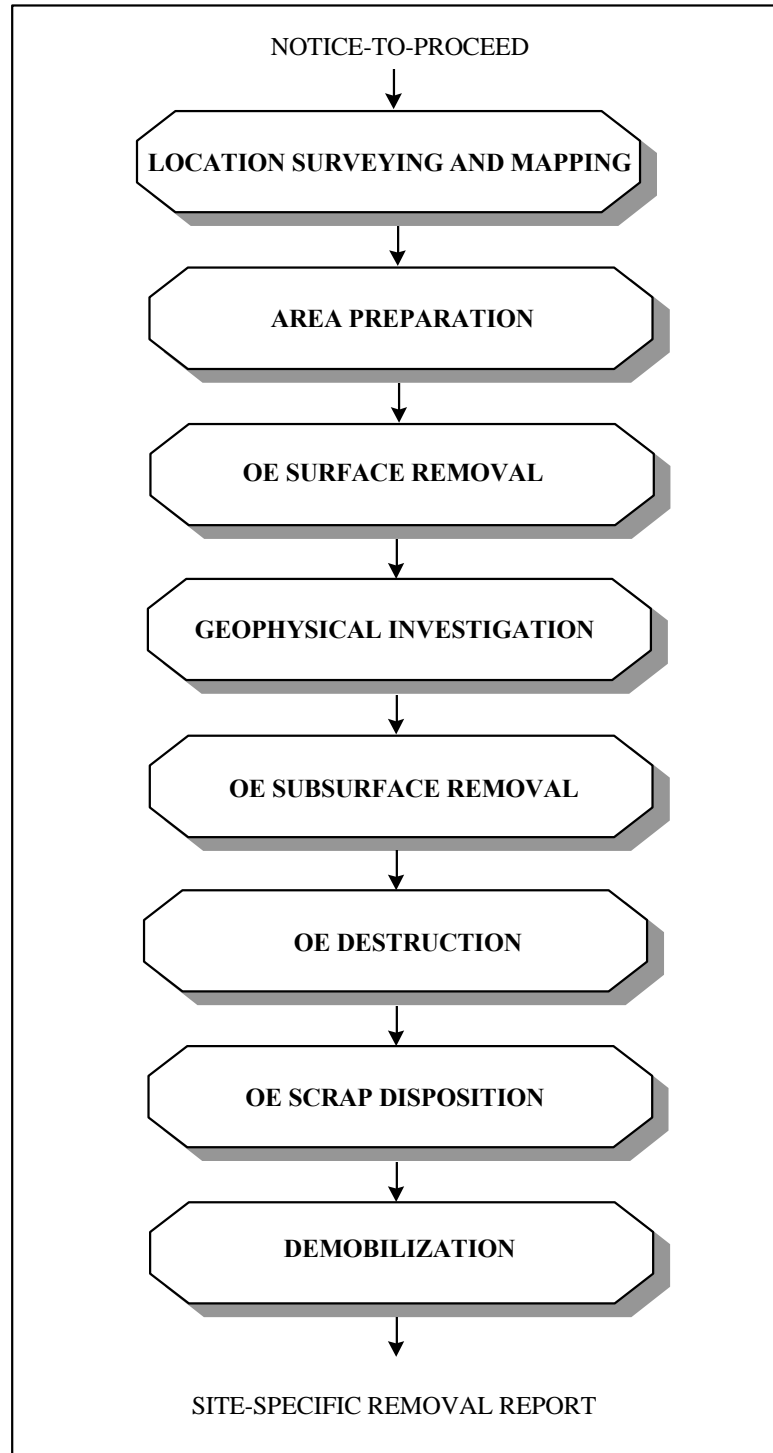 NOTICE-TO-PROCEED
LOCATION SURVEYING AND MAPPING
AREA PREPARATION
OE SURFACE REMOVAL
GEOPHYSICAL INVESTIGATION
OE SUBSURFACE REMOVAL
OE DESTRUCTION
OE SCRAP DISPOSITION
DEMOBILIZATION
SITE-SPECIFIC REMOVAL REPORT